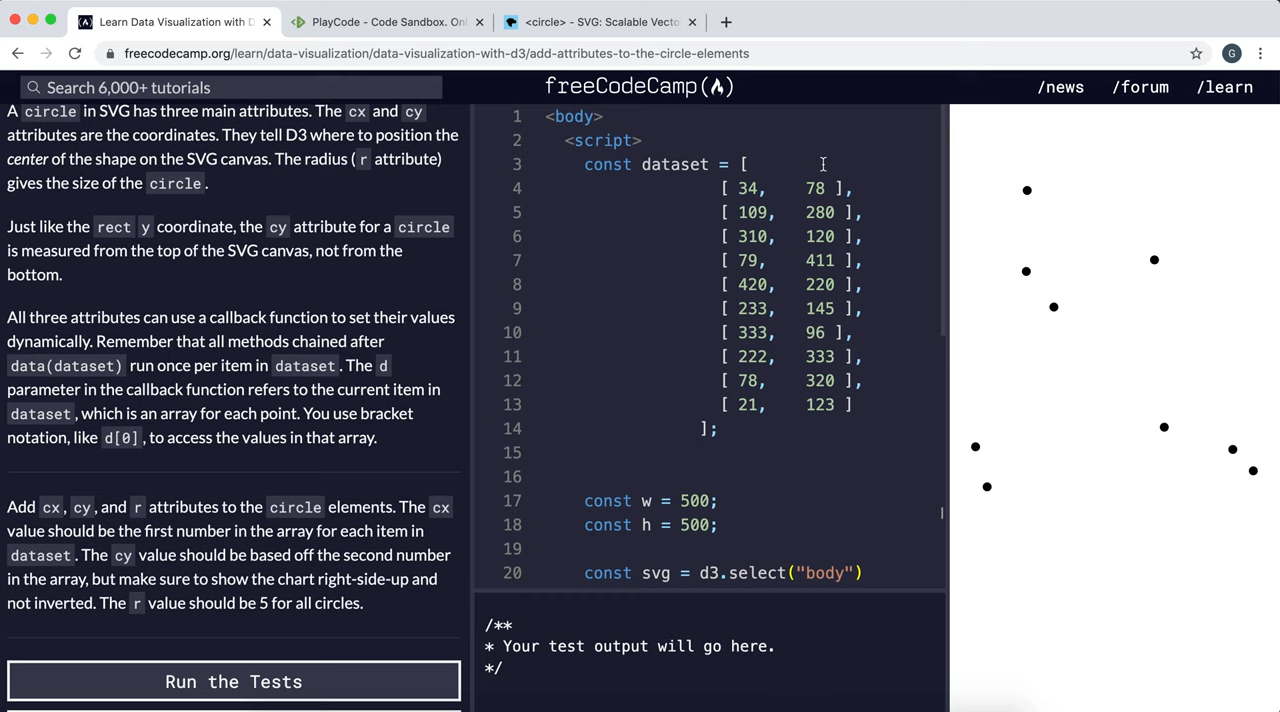 Learn Data Visualization with D
PlayCode - Code Sandbox. Onl
<circle> - SVG: Scalable Vecto
freecodecamp.org/learn/data-visualization/data-visualization-with-d3/add-attributes-to-the-circle-elements
G
Search 6,000+ tutorials
freeCodeCamp
/news
/forum
/learn
A circle in SVG has three main attributes. The cx and cy
attributes are the coordinates. They tell D3 where to position the
center of the shape on the SVG canvas. The radius ( r attribute)
gives the size of the circle.
Just like the rect y coordinate, the cy attribute for a circle
is measured from the top of the SVG canvas, not from the
bottom.
All three attributes can use a callback function to set their values
dynamically. Remember that all methods chained after
data(dataset) run once per item in dataset. The d
parameter in the callback function refers to the current item in
dataset, which is an array for each point. You use bracket
notation, like d[0], to access the values in that array.
Add cx, cy, and r attributes to the circle elements. The cx
value should be the first number in the array for each item in
dataset. The cy value should be based off the second number
in the array, but make sure to show the chart right-side-up and
not inverted. The r value should be 5 for all circles.
Run the Tests
1 <body>
2 <script>
3 const dataset = [
4 [ 34, 78 ],
5 [ 109, 280 ],
6 [ 310, 120 ],
7 [ 79, 411 ],
8 [ 420, 220 ],
9 [ 233, 145 ],
10 [ 333, 96 ],
11 [ 222, 333 ],
12 [ 78, 320 ],
13 [ 21, 123 ]
14 ];
15
16
17 const w = 500;
18 const h = 500;
19
20 const svg = d3.select("body")
/**
* Your test output will go here.
*/